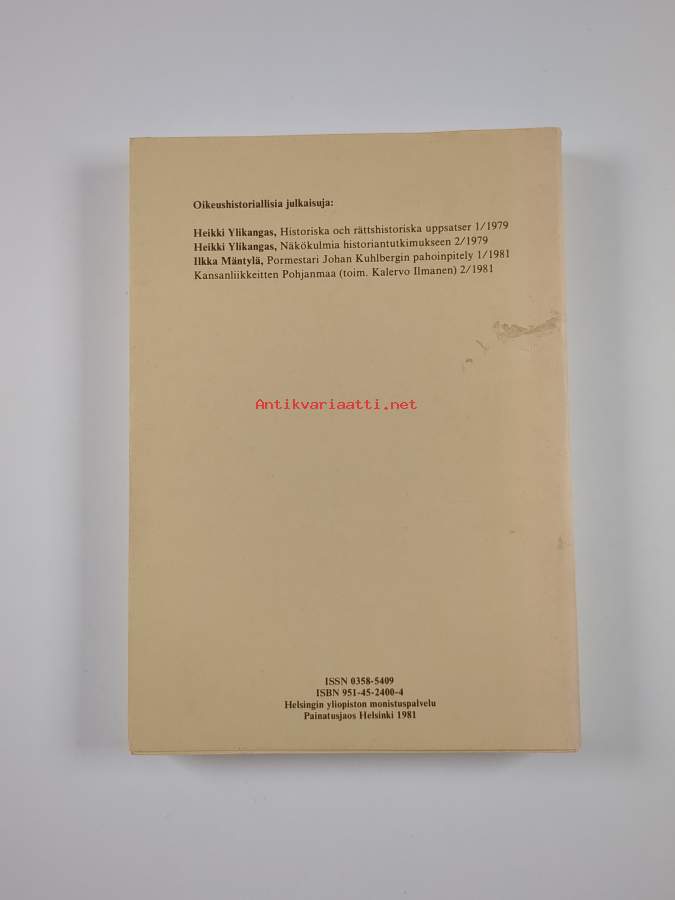 Oikeushistoriallisia julkaisuja:
Heikki Ylikangas, Historiska och rättshistoriska uppsatser 1/1979
Heikki Ylikangas, Näkökulmia historiantutkimukseen 2/1979
Ilkka Mäntylä, Pormestari Johan Kuhlbergin pahoinpitely 1/1981
Kansanliikkeitten Pohjanmaa (toim. Kalervo Ilmanen) 2/1981
Antikvariaatti.net
ISSN 0358-5409
ISBN 951-45-2400-4
Helsingin yliopiston monistuspalvelu
Painatusjaos Helsinki 1981